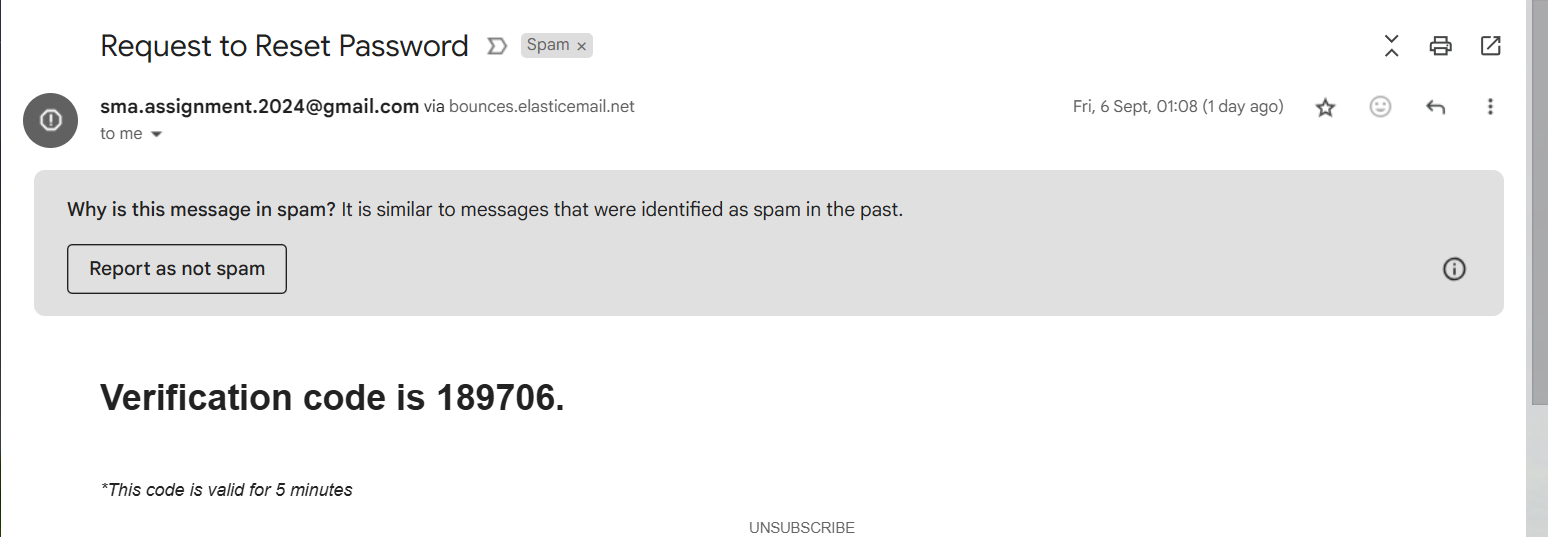 Request to Reset Password Spam ×
sma.assignment.2024@gmail.com via bounces.elasticemail.net Fri, 6 Sept, 01:08 (1 day ago)
to me
Why is this message in spam? It is similar to messages that were identified as spam in the past.
Report as not spam
Verification code is 189706.
*This code is valid for 5 minutes
UNSUBSCRIBE